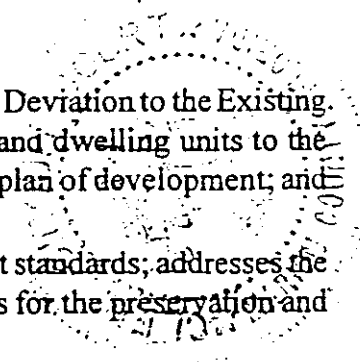 Deviation to the Existing
and dwelling units to the
plan of development; and
t standards; addresses the
s for the preservation and